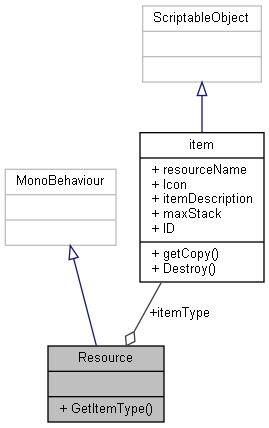 ScriptableObject
item
+ resourceName
+ Icon
+ itemDescription
+ maxStack
+ ID
+ getCopy()
+ Destroy()
MonoBehaviour
+itemType
Resource
+ GetItemType()